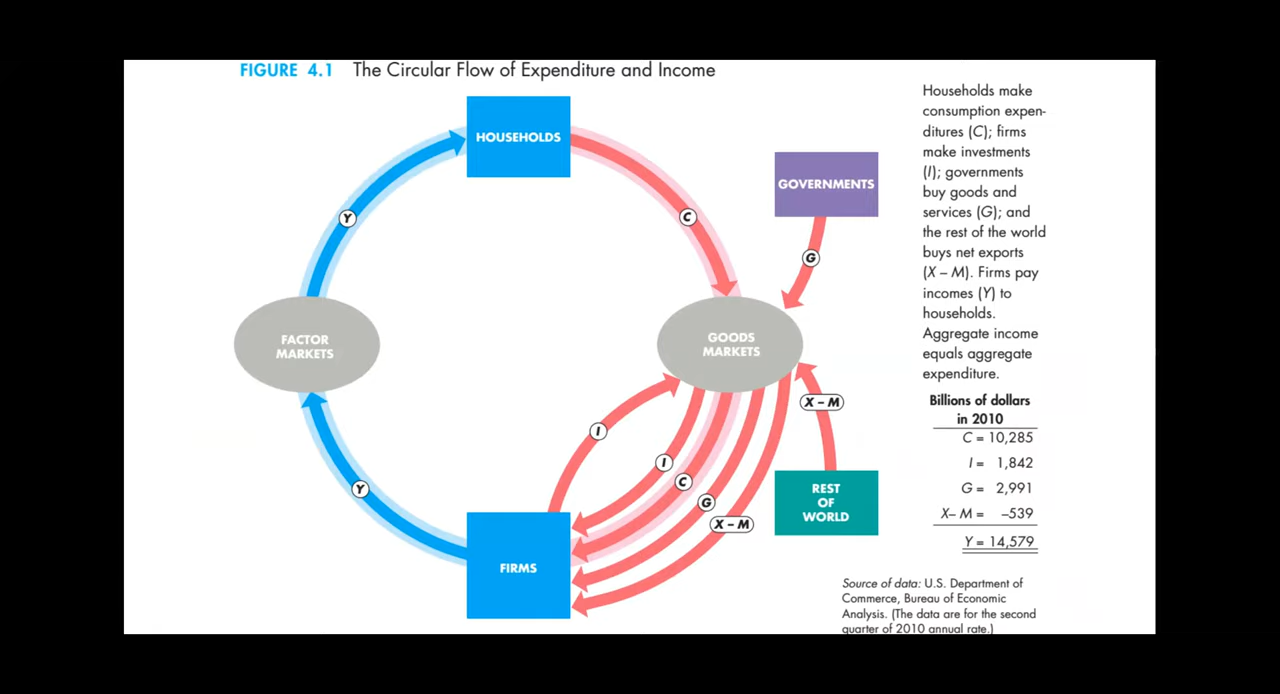 FIGURE 4.1 The Circular Flow of Expenditure and Income
HOUSEHOLDS
GOVERNMENTS
Y
C
G
FACTOR
MARKETS
GOODS
MARKETS
X – M
I
I
C
Y
G
X – M
REST
OF
WORLD
FIRMS
Households make
consumption expen-
ditures (C); firms
make investments
(I); governments
buy goods and
services (G); and
the rest of the world
buys net exports
(X – M). Firms pay
incomes (Y) to
households.
Aggregate income
equals aggregate
expenditure.
Billions of dollars
in 2010
C = 10,285
I = 1,842
G = 2,991
X– M = –539
Y = 14,579
Source of data: U.S. Department of
Commerce, Bureau of Economic
Analysis. (The data are for the second
quarter of 2010 annual rate.)